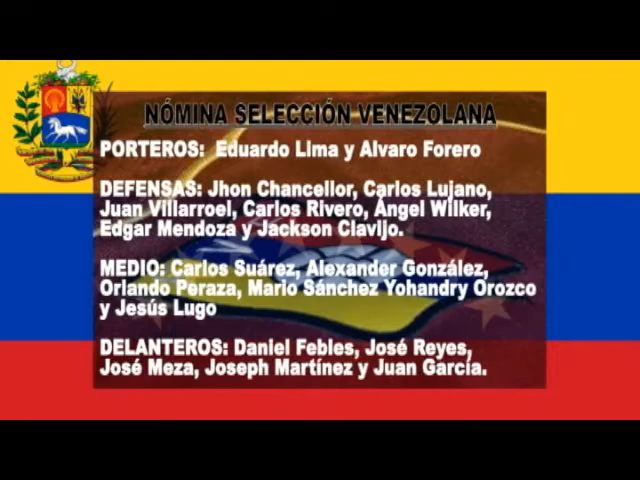 NÓMINA SELECCIÓN VENEZOLANA
PORTEROS: Eduardo Lima y Alvaro Forero
DEFENSAS: Jhon Chancellor, Carlos Lujano,
Juan Villarroel, Carlos Rivero, Ángel Wilker,
Edgar Mendoza y Jackson Clavijo.
MEDIO: Carlos Suárez, Alexander González,
Orlando Peraza, Mario Sánchez Yohandry Orozco
y Jesús Lugo
DELANTEROS: Daniel Febles, José Reyes,
José Meza, Joseph Martínez y Juan García.